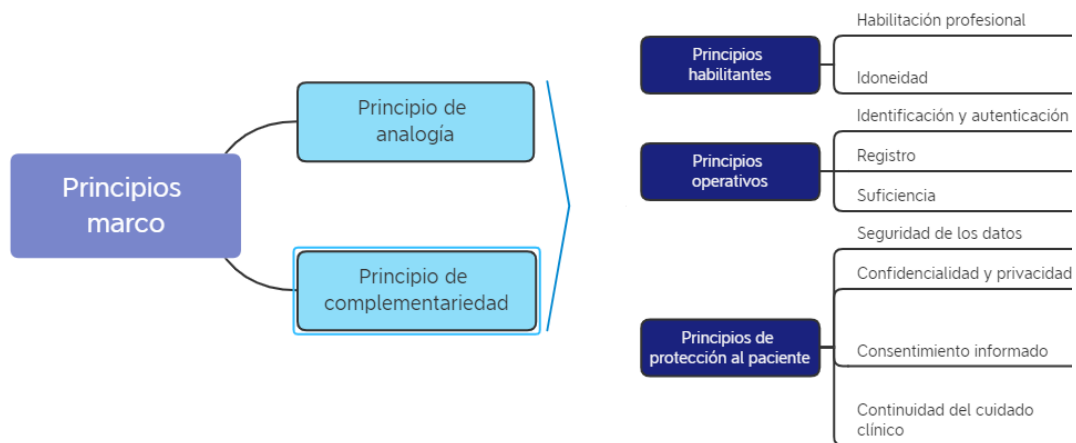 Principios
marco
Principio de
analogía
Principio de
complementariedad
Principios
habilitantes
Habilitación profesional
Idoneidad
Principios
operativos
Identificación y autenticación
Registro
Suficiencia
Principios de
protección al paciente
Seguridad de los datos
Confidencialidad y privacidad
Consentimiento informado
Continuidad del cuidado
clínico